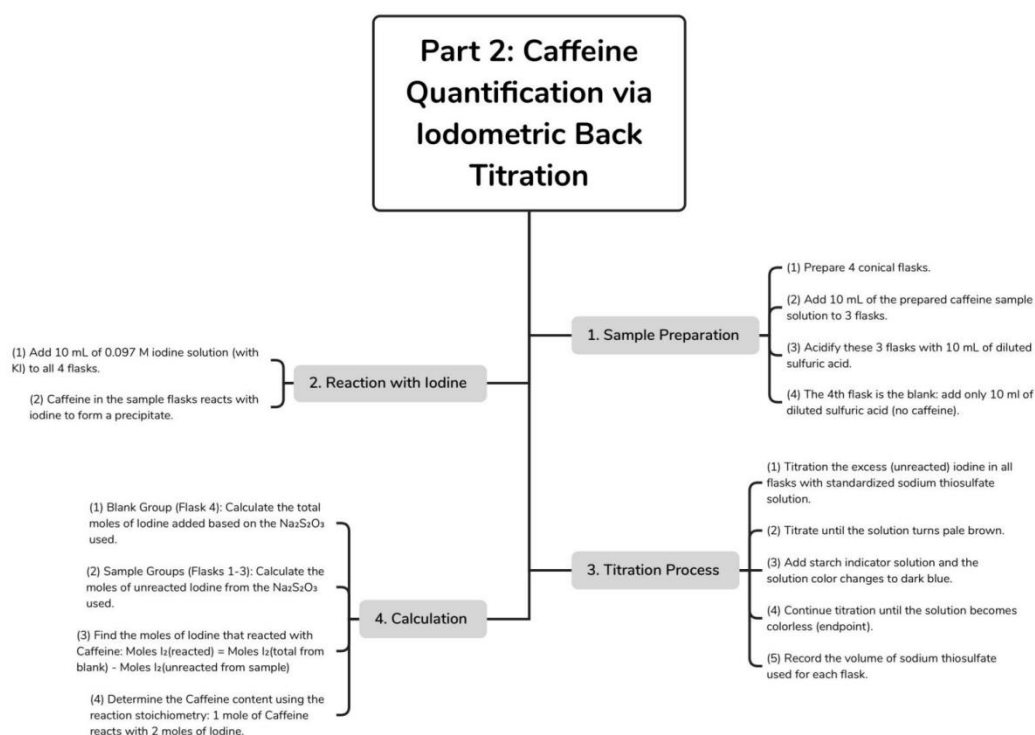 Part 2: Caffeine
Quantification via
Iodometric Back
Titration
1. Sample Preparation
(1) Prepare 4 conical flasks.
(2) Add 10 mL of the prepared caffeine sample
solution to 3 flasks.
(3) Acidify these 3 flasks with 10 mL of diluted
sulfuric acid.
(4) The 4th flask is the blank: add only 10 ml of
diluted sulfuric acid (no caffeine).
2. Reaction with Iodine
(1) Add 10 mL of 0.097 M iodine solution (with
KI) to all 4 flasks.
(2) Caffeine in the sample flasks reacts with
iodine to form a precipitate.
3. Titration Process
(1) Titration the excess (unreacted) iodine in all
flasks with standardized sodium thiosulfate
solution.
(2) Titrate until the solution turns pale brown.
(3) Add starch indicator solution and the
solution color changes to dark blue.
(4) Continue titration until the solution becomes
colorless (endpoint).
(5) Record the volume of sodium thiosulfate
used for each flask.
4. Calculation
(1) Blank Group (Flask 4): Calculate the total
moles of Iodine added based on the Na₂S₂O₃
used.
(2) Sample Groups (Flasks 1-3): Calculate the
moles of unreacted Iodine from the Na₂S₂O₃
used.
(3) Find the moles of Iodine that reacted with
Caffeine: Moles I₂(reacted) = Moles I₂(total from
blank) - Moles I₂(unreacted from sample)
(4) Determine the Caffeine content using the
reaction stoichiometry: 1 mole of Caffeine
reacts with 2 moles of Iodine.